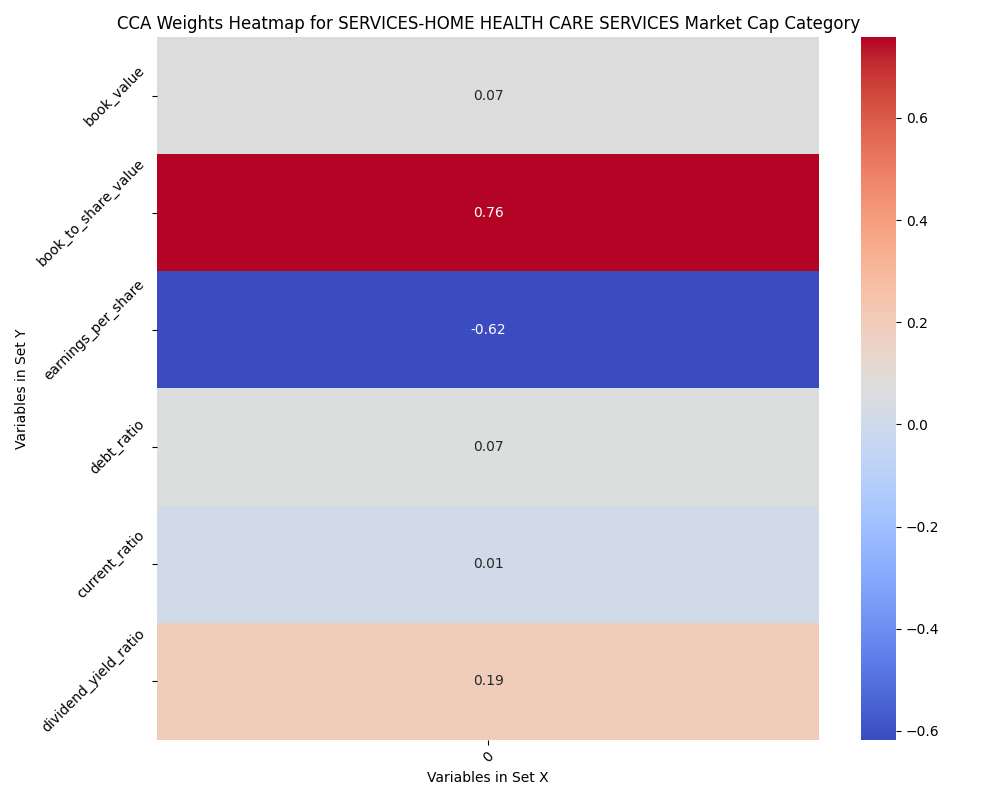 CCA Weights Heatmap for SERVICES-HOME HEALTH CARE SERVICES Market Cap Category
Variables in Set Y
book_value
0.07
book_to_share_value
0.76
earnings_per_share
-0.62
debt_ratio
0.07
current_ratio
0.01
dividend_yield_ratio
0.19
0
Variables in Set X
0.6
0.4
0.2
0.0
−0.2
−0.4
−0.6